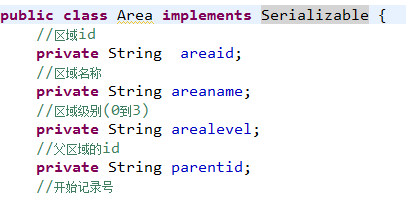 public class Area implements Serializable {
//区域id
private String  areaid;
//区域名称
private String areaname;
//区域级别(0到3)
private String arealevel;
//父区域的id
private String parentid;
//开始记录号